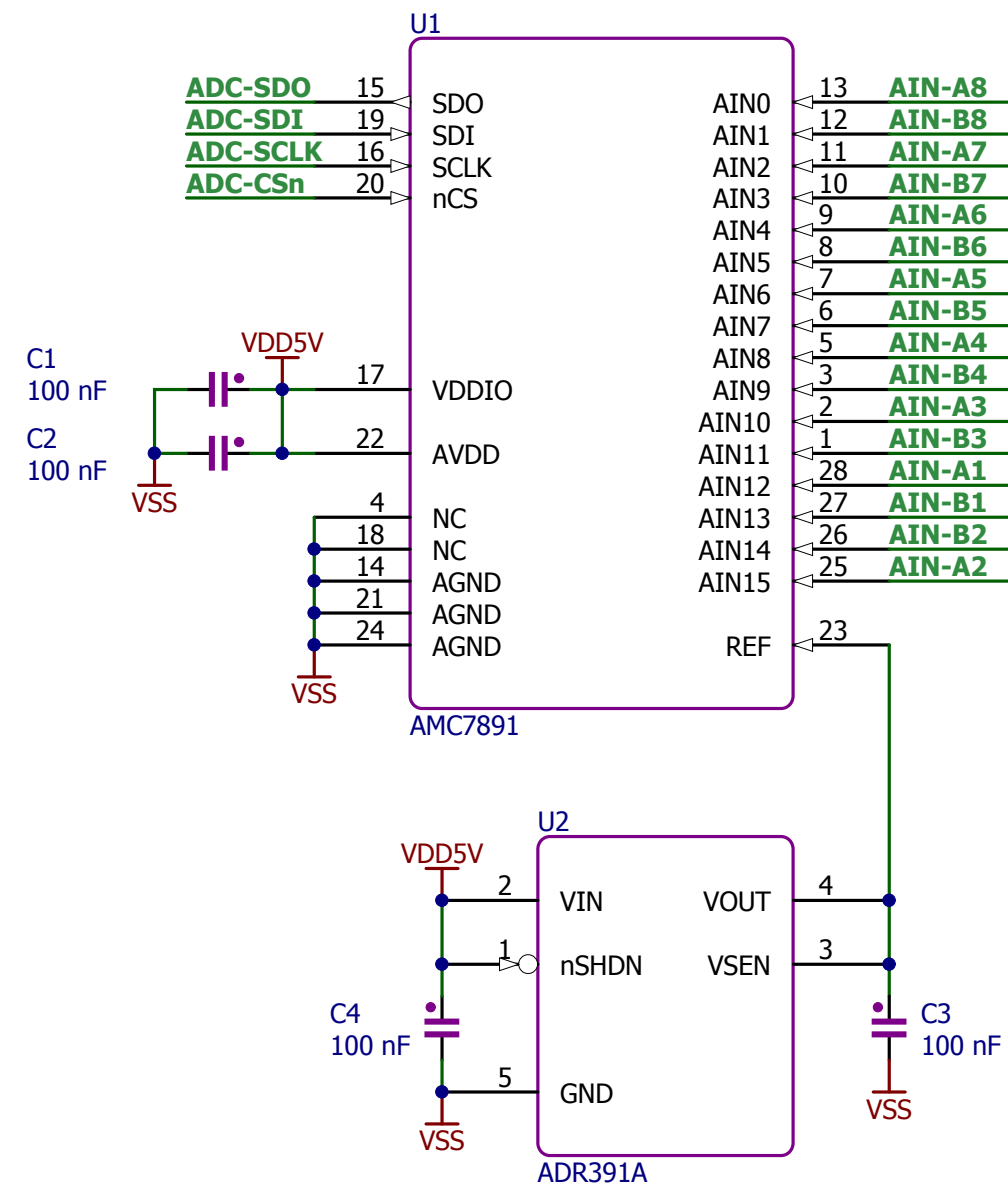 U1
ADC-SDO 15 SDO AIN0 13 AIN-A8
ADC-SDI 19 SDI AIN1 12 AIN-B8
ADC-SCLK 16 SCLK AIN2 11 AIN-A7
ADC-CSn 20 nCS AIN3 10 AIN-B7
AIN4 9 AIN-A6
AIN5 8 AIN-B6
AIN6 7 AIN-A5
AIN7 6 AIN-B5
VDD5V
C1
100 nF
17 VDDIO
AIN8 5 AIN-A4
AIN9 3 AIN-B4
AIN10 2 AIN-A3
C2
100 nF
22 AVDD
AIN11 1 AIN-B3
AIN12 28 AIN-A1
VSS
4 NC AIN13 27 AIN-B1
18 NC AIN14 26 AIN-B2
14 AGND AIN15 25 AIN-A2
21 AGND
24 AGND REF 23
VSS
AMC7891
U2
VDD5V
2 VIN VOUT 4
1 nSHDN VSEN 3
C4
100 nF
C3
100 nF
5 GND
VSS
VSS
ADR391A